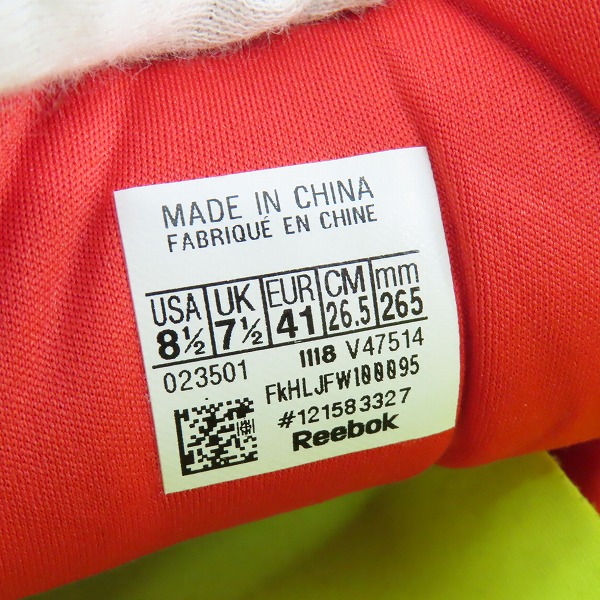 MADE IN CHINA
FABRIQUÉ EN CHINE
USA UK EUR CM mm
8½ 7½ 41 26.5 265
023501 1118 V47514
FKHLJFW100095
#121583327
Reebok